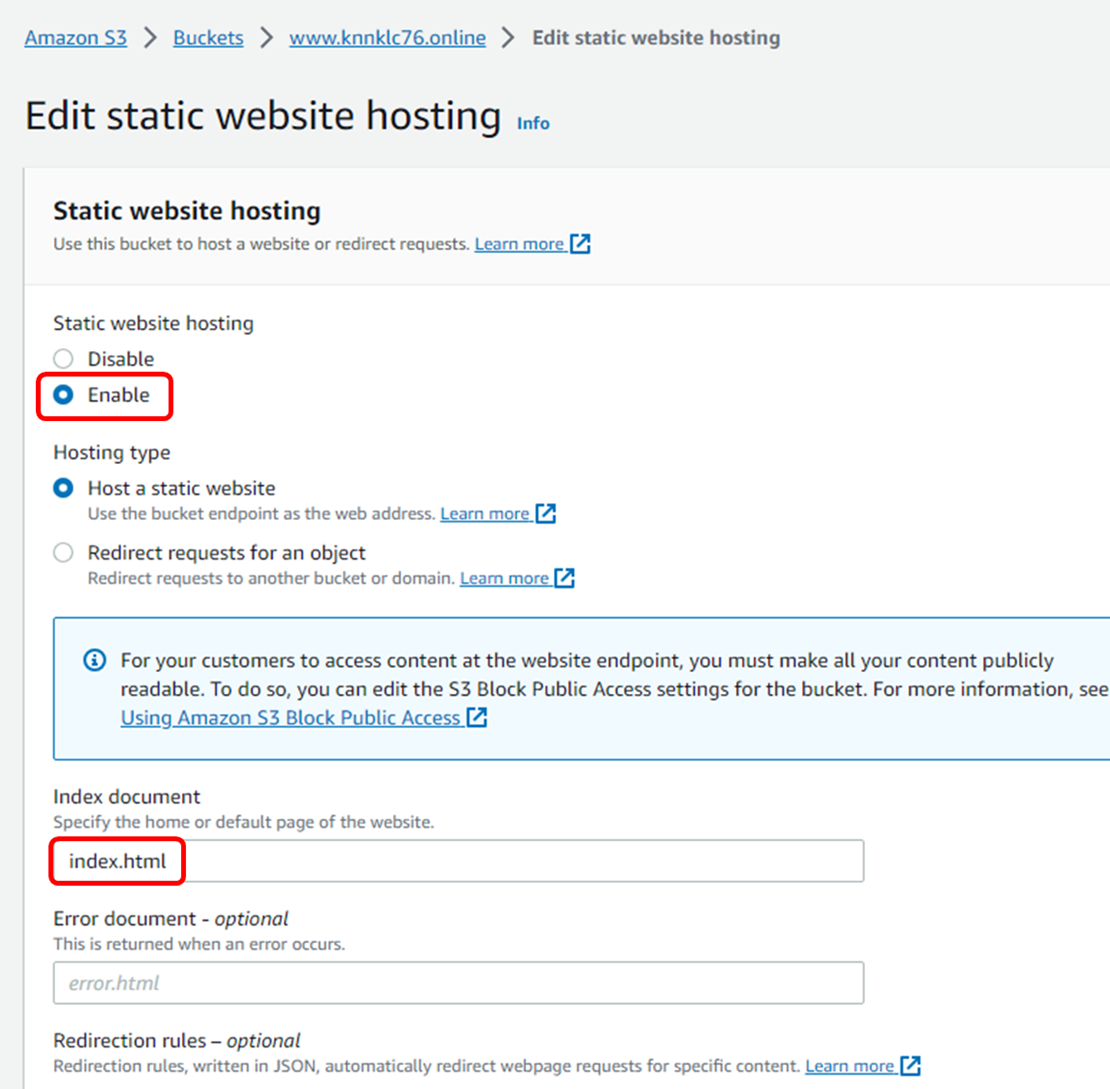 Amazon S3 > Buckets > www.knnklc76.online > Edit static website hosting
Edit static website hosting Info
Static website hosting
Use this bucket to host a website or redirect requests. Learn more
Static website hosting
Disable
Enable
Hosting type
Host a static website
Use the bucket endpoint as the web address. Learn more
Redirect requests for an object
Redirect requests to another bucket or domain. Learn more
For your customers to access content at the website endpoint, you must make all your content publicly
readable. To do so, you can edit the S3 Block Public Access settings for the bucket. For more information, see
Using Amazon S3 Block Public Access
Index document
Specify the home or default page of the website.
index.html
Error document - optional
This is returned when an error occurs.
error.html
Redirection rules – optional
Redirection rules, written in JSON, automatically redirect webpage requests for specific content. Learn more